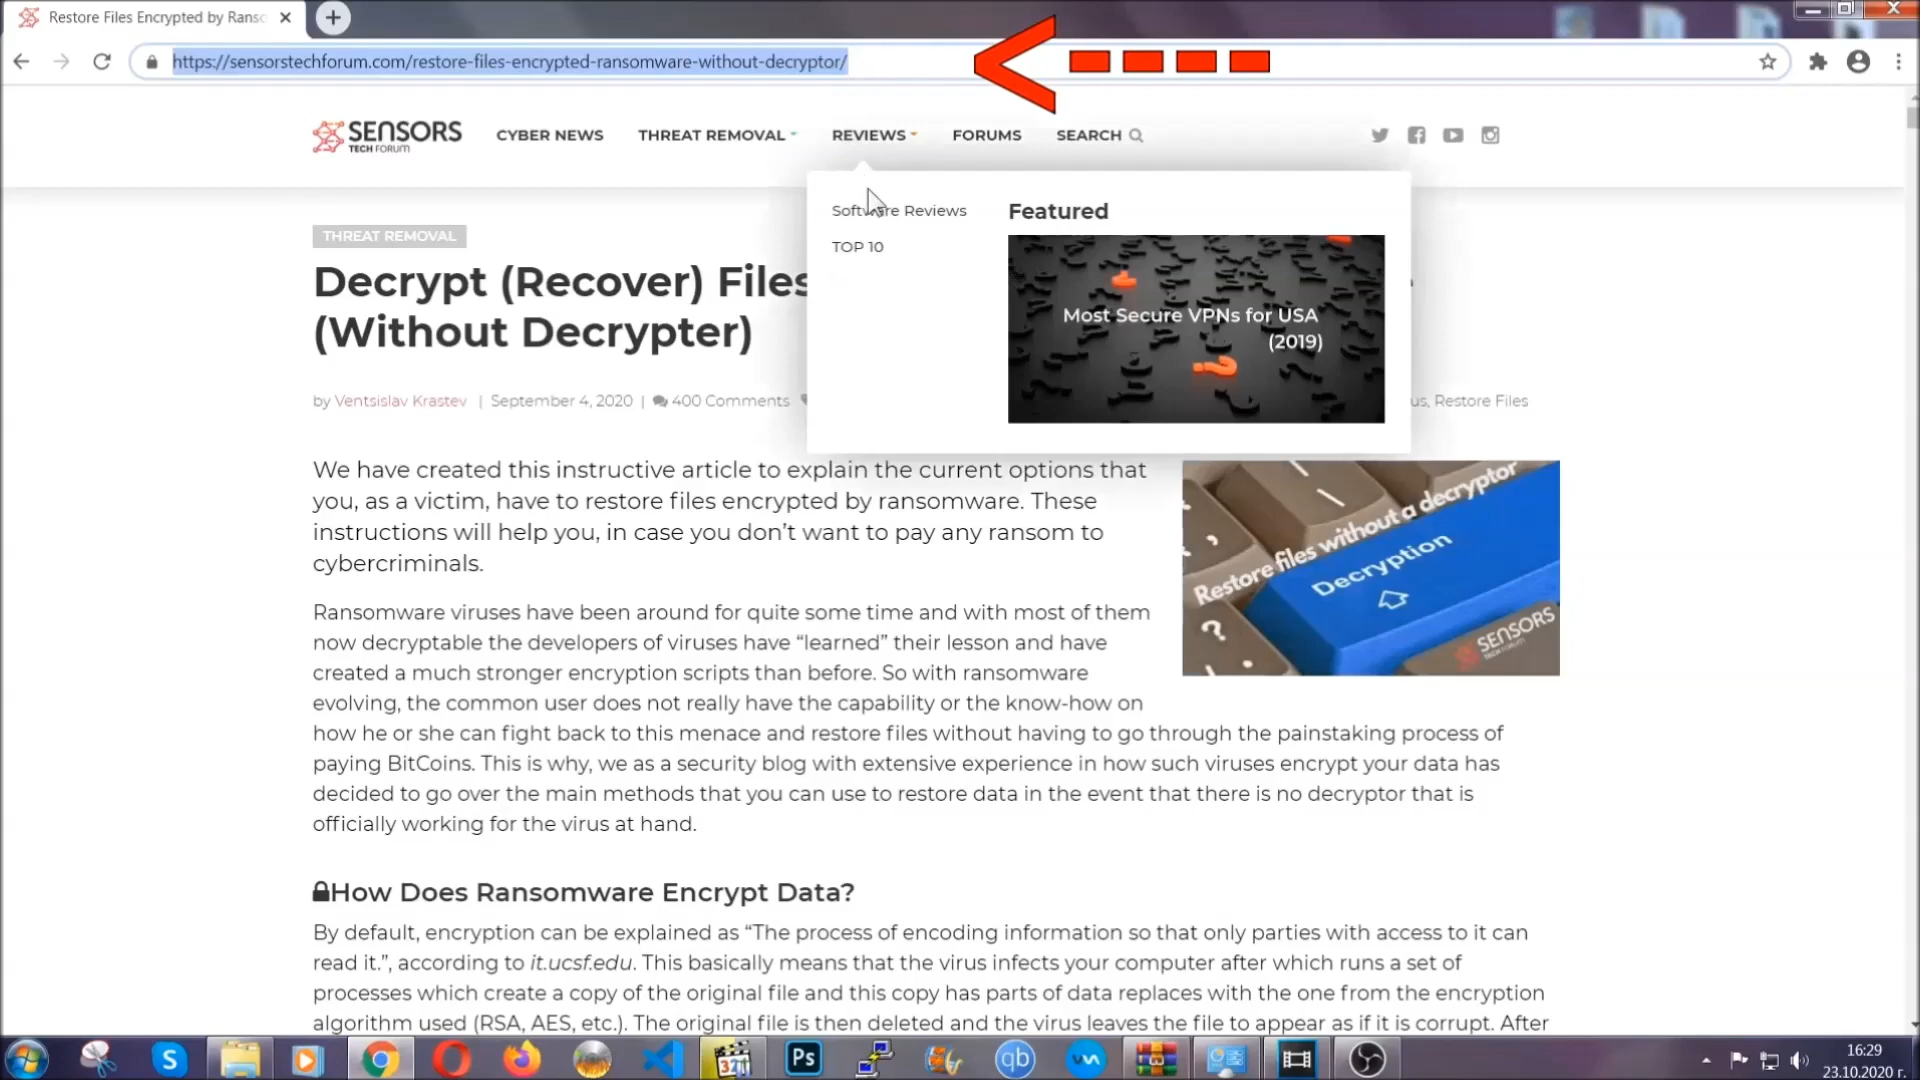 Restore Files Encrypted by Ranso
https://sensorstechforum.com/restore-files-encrypted-ransomware-without-decryptor/
SENSORS
TECH FORUM
CYBER NEWS
THREAT REMOVAL
REVIEWS
FORUMS
SEARCH
Software Reviews
TOP 10
Featured
Most Secure VPNs for USA
(2019)
THREAT REMOVAL
Decrypt (Recover) Files
(Without Decrypter)
by Ventsislav Krastev | September 4, 2020 | 400 Comments
us, Restore Files
We have created this instructive article to explain the current options that
you, as a victim, have to restore files encrypted by ransomware. These
instructions will help you, in case you don’t want to pay any ransom to
cybercriminals.
Restore files without a decryptor
Decryption
SENSORS
Ransomware viruses have been around for quite some time and with most of them
now decryptable the developers of viruses have “learned” their lesson and have
created a much stronger encryption scripts than before. So with ransomware
evolving, the common user does not really have the capability or the know-how on
how he or she can fight back to this menace and restore files without having to go through the painstaking process of
paying BitCoins. This is why, we as a security blog with extensive experience in how such viruses encrypt your data has
decided to go over the main methods that you can use to restore data in the event that there is no decryptor that is
officially working for the virus at hand.
How Does Ransomware Encrypt Data?
By default, encryption can be explained as “The process of encoding information so that only parties with access to it can
read it.”, according to it.ucsf.edu. This basically means that the virus infects your computer after which runs a set of
processes which create a copy of the original file and this copy has parts of data replaces with the one from the encryption
algorithm used (RSA, AES, etc.). The original file is then deleted and the virus leaves the file to appear as if it is corrupt. After
S
321
Ps
qb
16:29
23.10.2020 г.